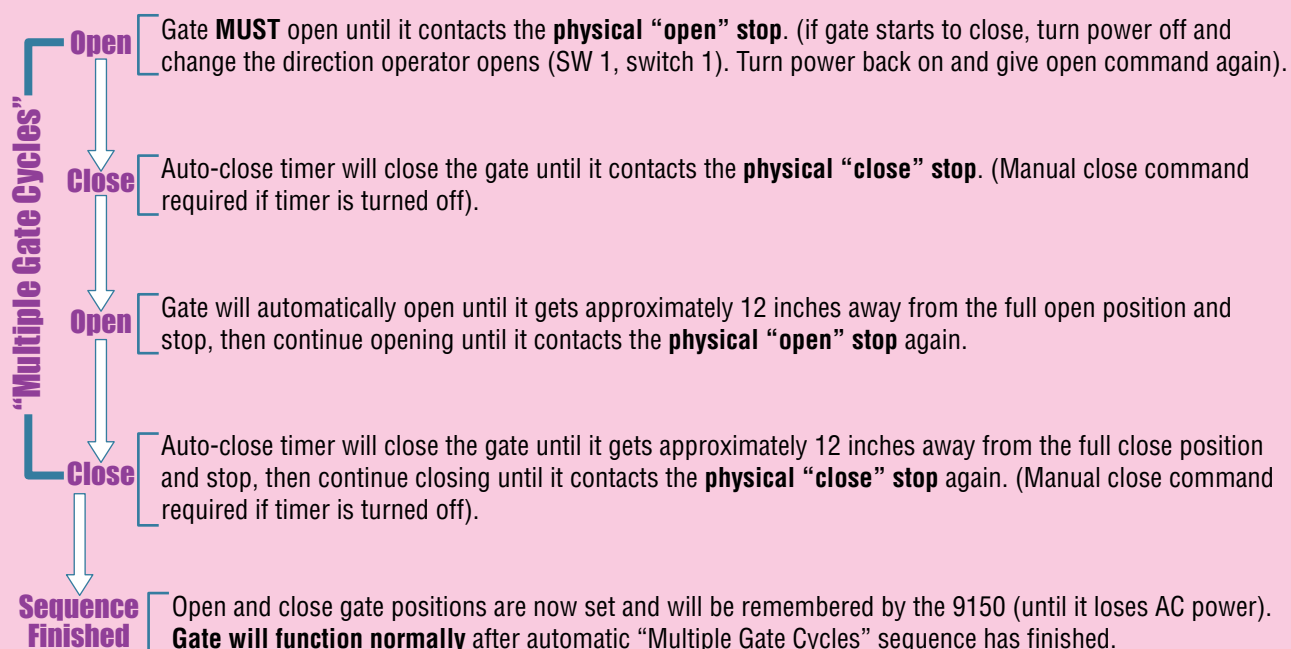 "Multiple Gate Cycles"
Open
Gate MUST open until it contacts the physical “open” stop. (if gate starts to close, turn power off and
change the direction operator opens (SW 1, switch 1). Turn power back on and give open command again).
Close
Auto-close timer will close the gate until it contacts the physical “close” stop. (Manual close command
required if timer is turned off).
Open
Gate will automatically open until it gets approximately 12 inches away from the full open position and
stop, then continue opening until it contacts the physical “open” stop again.
Close
Auto-close timer will close the gate until it gets approximately 12 inches away from the full close position
and stop, then continue closing until it contacts the physical “close” stop again. (Manual close command
required if timer is turned off).
Sequence
Finished
Open and close gate positions are now set and will be remembered by the 9150 (until it loses AC power).
Gate will function normally after automatic “Multiple Gate Cycles” sequence has finished.